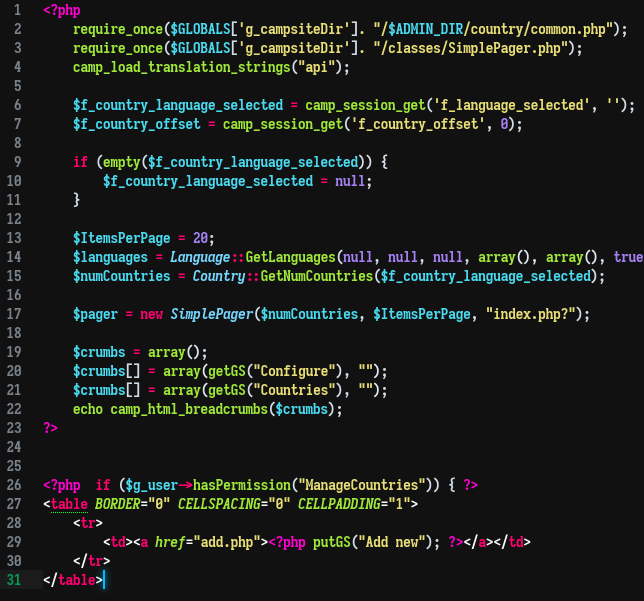 1 <?php
2 require_once($GLOBALS['g_campsiteDir']. "/$ADMIN_DIR/country/common.php");
3 require_once($GLOBALS['g_campsiteDir']. "/classes/SimplePager.php");
4 camp_load_translation_strings("api");
5
6 $f_country_language_selected = camp_session_get('f_language_selected', '');
7 $f_country_offset = camp_session_get('f_country_offset', 0);
8
9 if (empty($f_country_language_selected)) {
10 $f_country_language_selected = null;
11 }
12
13 $ItemsPerPage = 20;
14 $languages = Language::GetLanguages(null, null, null, array(), array(), true
15 $numCountries = Country::GetNumCountries($f_country_language_selected);
16
17 $pager = new SimplePager($numCountries, $ItemsPerPage, "index.php?");
18
19 $crumbs = array();
20 $crumbs[] = array(getGS("Configure"), "");
21 $crumbs[] = array(getGS("Countries"), "");
22 echo camp_html_breadcrumbs($crumbs);
23 ?>
24
25
26 <?php  if ($g_user->hasPermission("ManageCountries")) { ?>
27 <table BORDER="0" CELLSPACING="0" CELLPADDING="1">
28 <tr>
29 <td><a href="add.php"><?php putGS("Add new"); ?></a></td>
30 </tr>
31 </table>